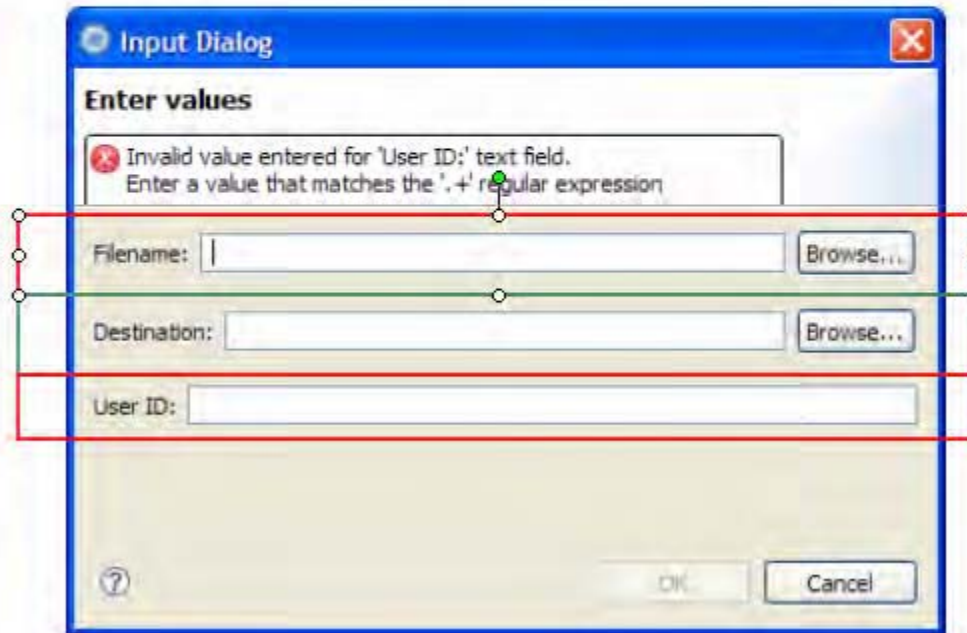 Input Dialog
Enter values
Invalid value entered for 'User ID:' text field.
Enter a value that matches the '.+' regular expression
Filename: Browse...
Destination: Browse...
User ID:
? OK Cancel